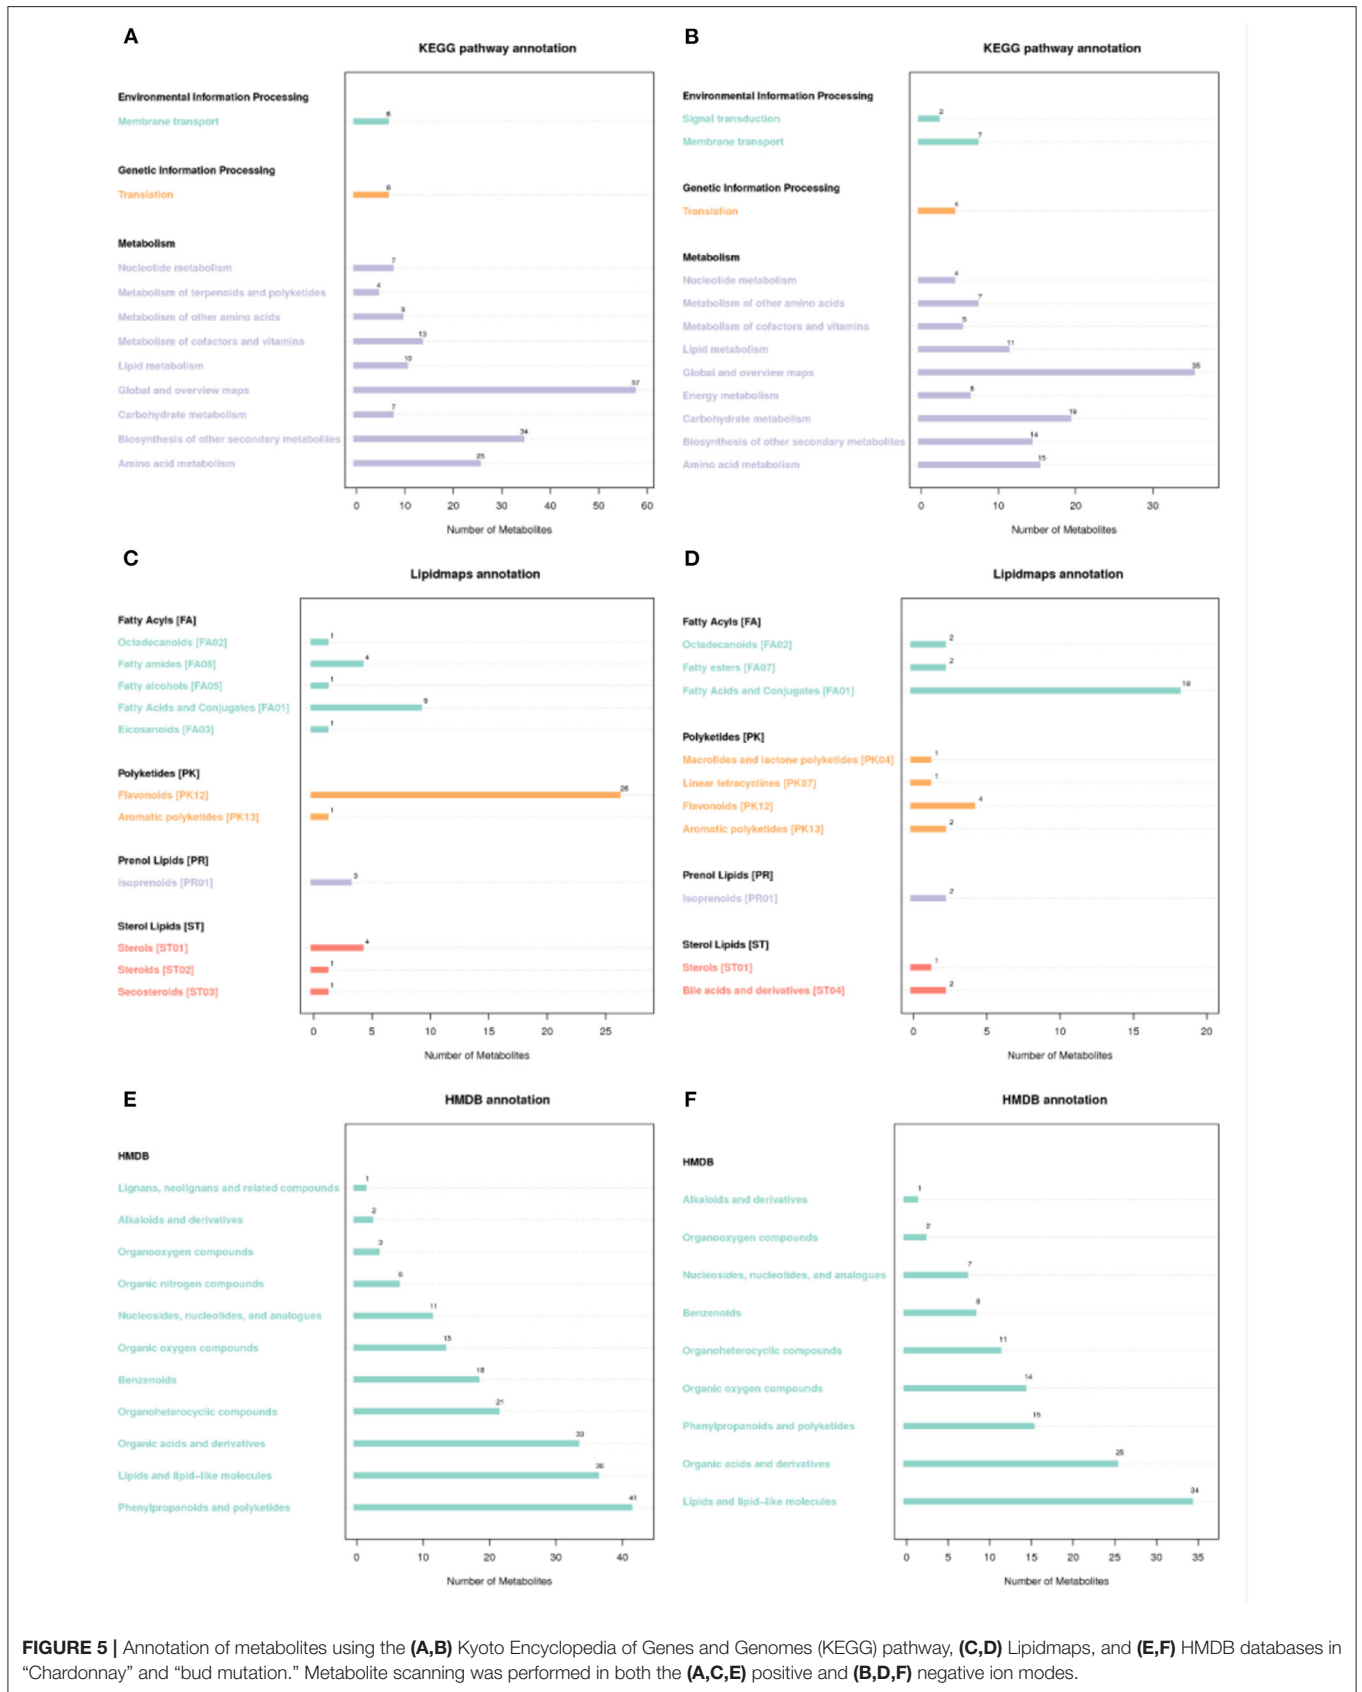 A
KEGG pathway annotation
Environmental Information Processing
Membrane transport 6
Genetic Information Processing
Translation 6
Metabolism
Nucleotide metabolism 7
Metabolism of terpenoids and polyketides 4
Metabolism of other amino acids 9
Metabolism of cofactors and vitamins 13
Lipid metabolism 10
Global and overview maps 57
Carbohydrate metabolism 7
Biosynthesis of other secondary metabolites 34
Amino acid metabolism 25
0 10 20 30 40 50 60
Number of Metabolites
B
KEGG pathway annotation
Environmental Information Processing
Signal transduction 2
Membrane transport 7
Genetic Information Processing
Translation 4
Metabolism
Nucleotide metabolism 4
Metabolism of other amino acids 7
Metabolism of cofactors and vitamins 5
Lipid metabolism 11
Global and overview maps 35
Energy metabolism 6
Carbohydrate metabolism 19
Biosynthesis of other secondary metabolites 14
Amino acid metabolism 15
0 10 20 30
Number of Metabolites
C
Lipidmaps annotation
Fatty Acyls [FA]
Octadecanoids [FA02] 1
Fatty amides [FA08] 4
Fatty alcohols [FA05] 1
Fatty Acids and Conjugates [FA01] 9
Eicosanoids [FA03] 1
Polyketides [PK]
Flavonoids [PK12] 26
Aromatic polyketides [PK13] 1
Prenol Lipids [PR]
Isoprenoids [PR01] 3
Sterol Lipids [ST]
Sterols [ST01] 4
Steroids [ST02] 1
Secosteroids [ST03] 1
0 5 10 15 20 25
Number of Metabolites
D
Lipidmaps annotation
Fatty Acyls [FA]
Octadecanoids [FA02] 2
Fatty esters [FA07] 2
Fatty Acids and Conjugates [FA01] 18
Polyketides [PK]
Macrolides and lactone polyketides [PK04] 1
Linear tetracyclines [PK07] 1
Flavonoids [PK12] 4
Aromatic polyketides [PK13] 2
Prenol Lipids [PR]
Isoprenoids [PR01] 2
Sterol Lipids [ST]
Sterols [ST01] 1
Bile acids and derivatives [ST04] 2
0 5 10 15 20
Number of Metabolites
E
HMDB annotation
HMDB
Lignans, neolignans and related compounds 1
Alkaloids and derivatives 2
Organooxygen compounds 3
Organic nitrogen compounds 6
Nucleosides, nucleotides, and analogues 11
Organic oxygen compounds
Benzenoids 18
Organoheterocyclic compounds 21
Organic acids and derivatives 33
Lipids and lipid–like molecules 36
Phenylpropanoids and polyketides 41
0 10 20 30 40
Number of Metabolites
F
HMDB annotation
HMDB
Alkaloids and derivatives 1
Organooxygen compounds 2
Nucleosides, nucleotides, and analogues 7
Benzenoids 8
Organoheterocyclic compounds 11
Organic oxygen compounds 14
Phenylpropanoids and polyketides 15
Organic acids and derivatives 25
Lipids and lipid–like molecules 34
0 5 10 15 20 25 30 35
Number of Metabolites
FIGURE 5 | Annotation of metabolites using the (A,B) Kyoto Encyclopedia of Genes and Genomes (KEGG) pathway, (C,D) Lipidmaps, and (E,F) HMDB databases in
“Chardonnay” and “bud mutation.” Metabolite scanning was performed in both the (A,C,E) positive and (B,D,F) negative ion modes.